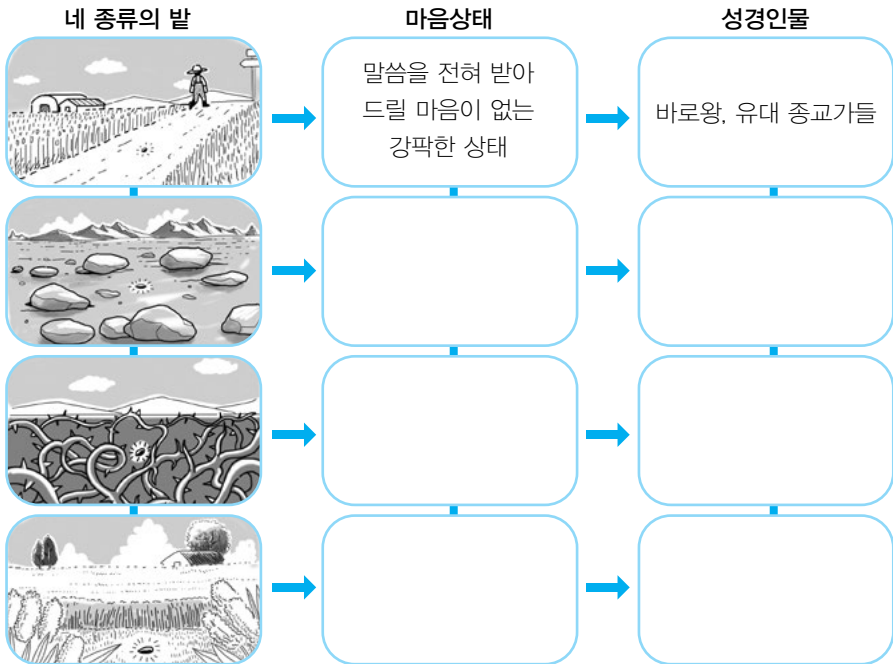 네 종류의 밭
마음상태
성경인물
말씀을 전혀 받아
드릴 마음이 없는
강팍한 상태
바로왕, 유대 종교가들